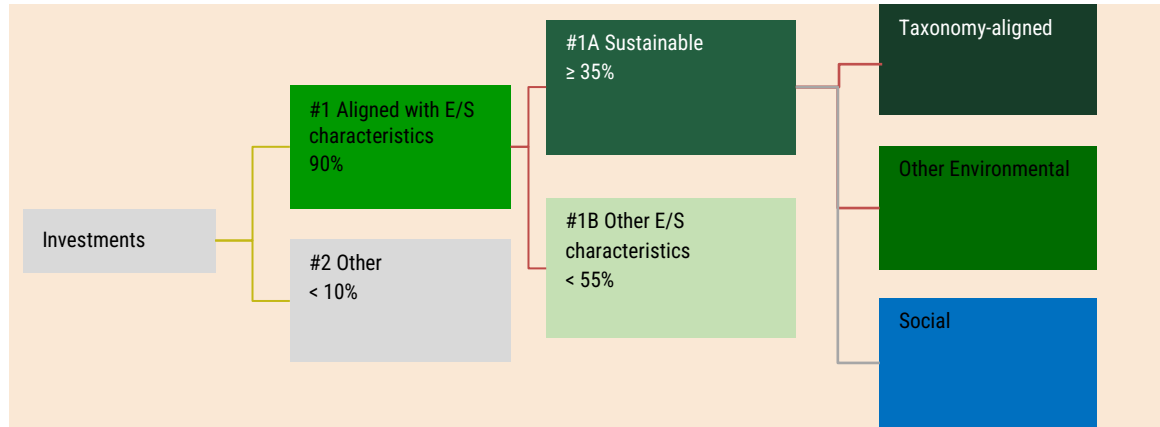 Investments
#1 Aligned with E/S
characteristics
90%
#2 Other
< 10%
#1A Sustainable
≥ 35%
#1B Other E/S
characteristics
< 55%
Taxonomy-aligned
Other Environmental
Social